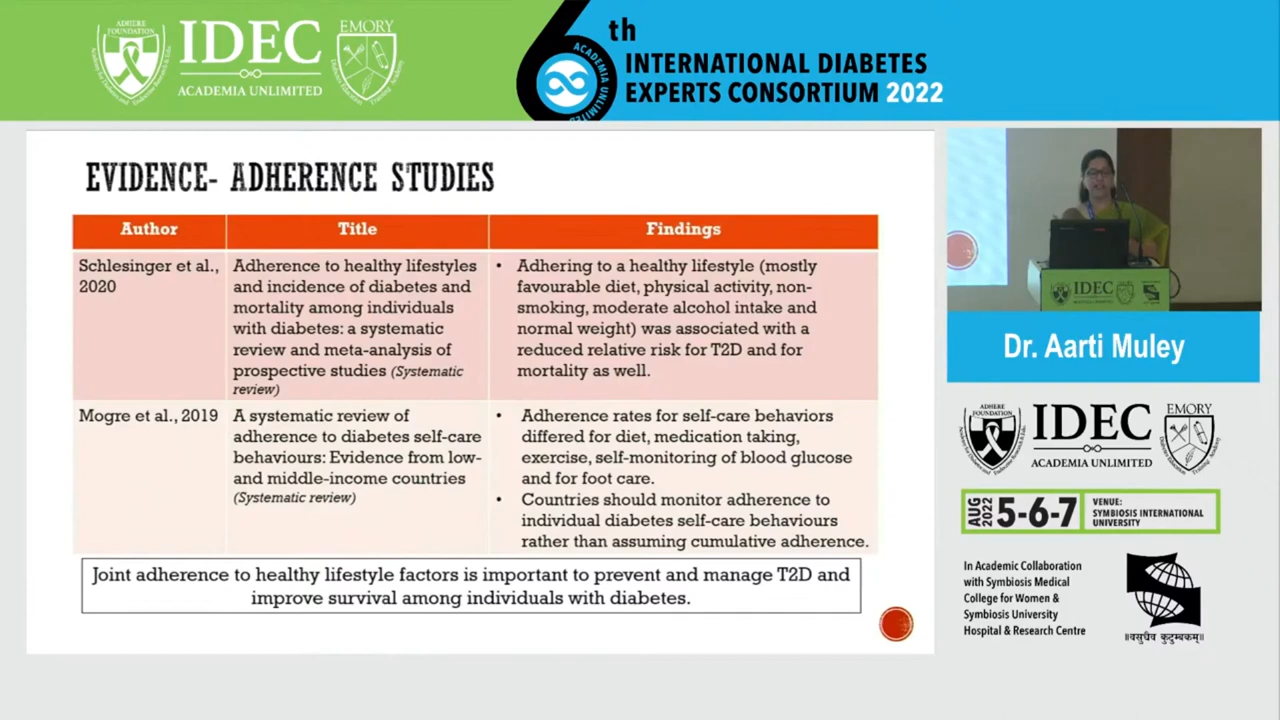 ADHERE
FOUNDATION
IDEC
ACADEMIA UNLIMITED
EMORY
6th
ACADEMIA UNLIMITED
INTERNATIONAL DIABETES
EXPERTS CONSORTIUM 2022
EVIDENCE- ADHERENCE STUDIES
Author Title Findings
Schlesinger et al.,
2020
Adherence to healthy lifestyles
and incidence of diabetes and
mortality among individuals
with diabetes: a systematic
review and meta-analysis of
prospective studies (Systematic
review)
• Adhering to a healthy lifestyle (mostly
favourable diet, physical activity, non-
smoking, moderate alcohol intake and
normal weight) was associated with a
reduced relative risk for T2D and for
mortality as well.
Mogre et al., 2019
A systematic review of
adherence to diabetes self-care
behaviours: Evidence from low-
and middle-income countries
(Systematic review)
• Adherence rates for self-care behaviors
differed for diet, medication taking,
exercise, self-monitoring of blood glucose
and for foot care.
• Countries should monitor adherence to
individual diabetes self-care behaviours
rather than assuming cumulative adherence.
Joint adherence to healthy lifestyle factors is important to prevent and manage T2D and
improve survival among individuals with diabetes.
IDEC
Dr. Aarti Muley
ADHERE
FOUNDATION
IDEC
ACADEMIA UNLIMITED
EMORY
AUG
2022
5-6-7
VENUE:
SYMBIOSIS INTERNATIONAL
UNIVERSITY
In Academic Collaboration
with Symbiosis Medical
College for Women &
Symbiosis University
Hospital & Research Centre
॥वसुधैव कुटुम्बकम्॥